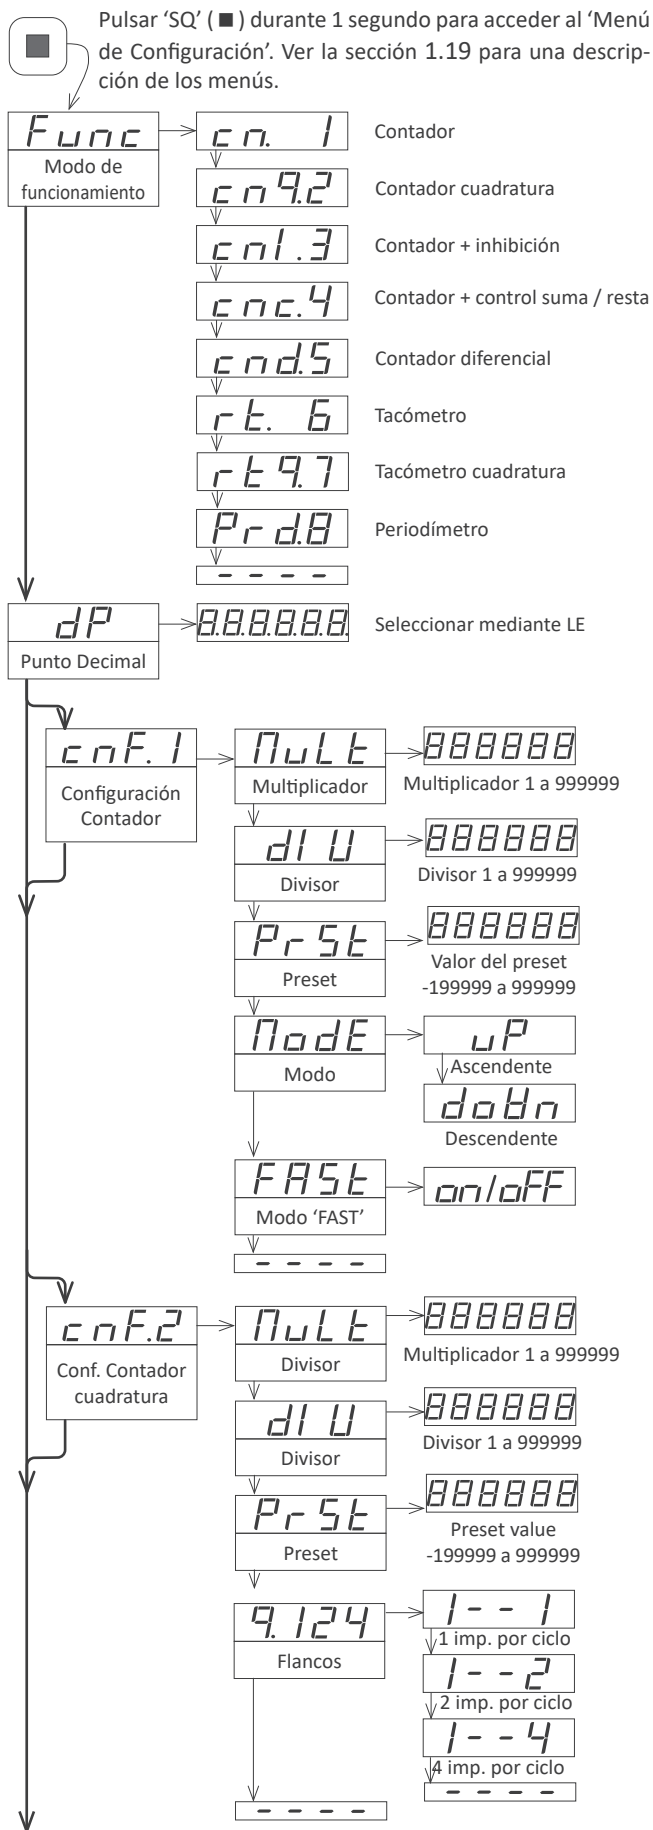 Pulsar ‘SQ’ (■) durante 1 segundo para acceder al ‘Menú
de Configuración’. Ver la sección 1.19 para una descrip-
ción de los menús.
Func
Modo de
funcionamiento
cn. 1
Contador
cnq.2
Contador cuadratura
cnI.3
Contador + inhibición
cnc.4
Contador + control suma / resta
cnd.5
Contador diferencial
rt. 6
Tacómetro
rtq.7
Tacómetro cuadratura
Prd.8
Periodímetro
- - - -
dP
Punto Decimal
8.8.8.8.8.8.
Seleccionar mediante LE
cnF.1
Configuración
Contador
MuLt
Multiplicador
888888
Multiplicador 1 a 999999
dIV
Divisor
888888
Divisor 1 a 999999
PrSt
Preset
888888
Valor del preset
-199999 a 999999
ModE
Modo
uP
Ascendente
doWn
Descendente
FASt
Modo ‘FAST’
on/oFF
- - - -
cnF.2
Conf. Contador
cuadratura
MuLt
Divisor
888888
Multiplicador 1 a 999999
dIV
Divisor
888888
Divisor 1 a 999999
PrSt
Preset
888888
Preset value
-199999 a 999999
q.124
Flancos
1--1
1 imp. por ciclo
1--2
2 imp. por ciclo
1--4
4 imp. por ciclo
- - - -
- - - -